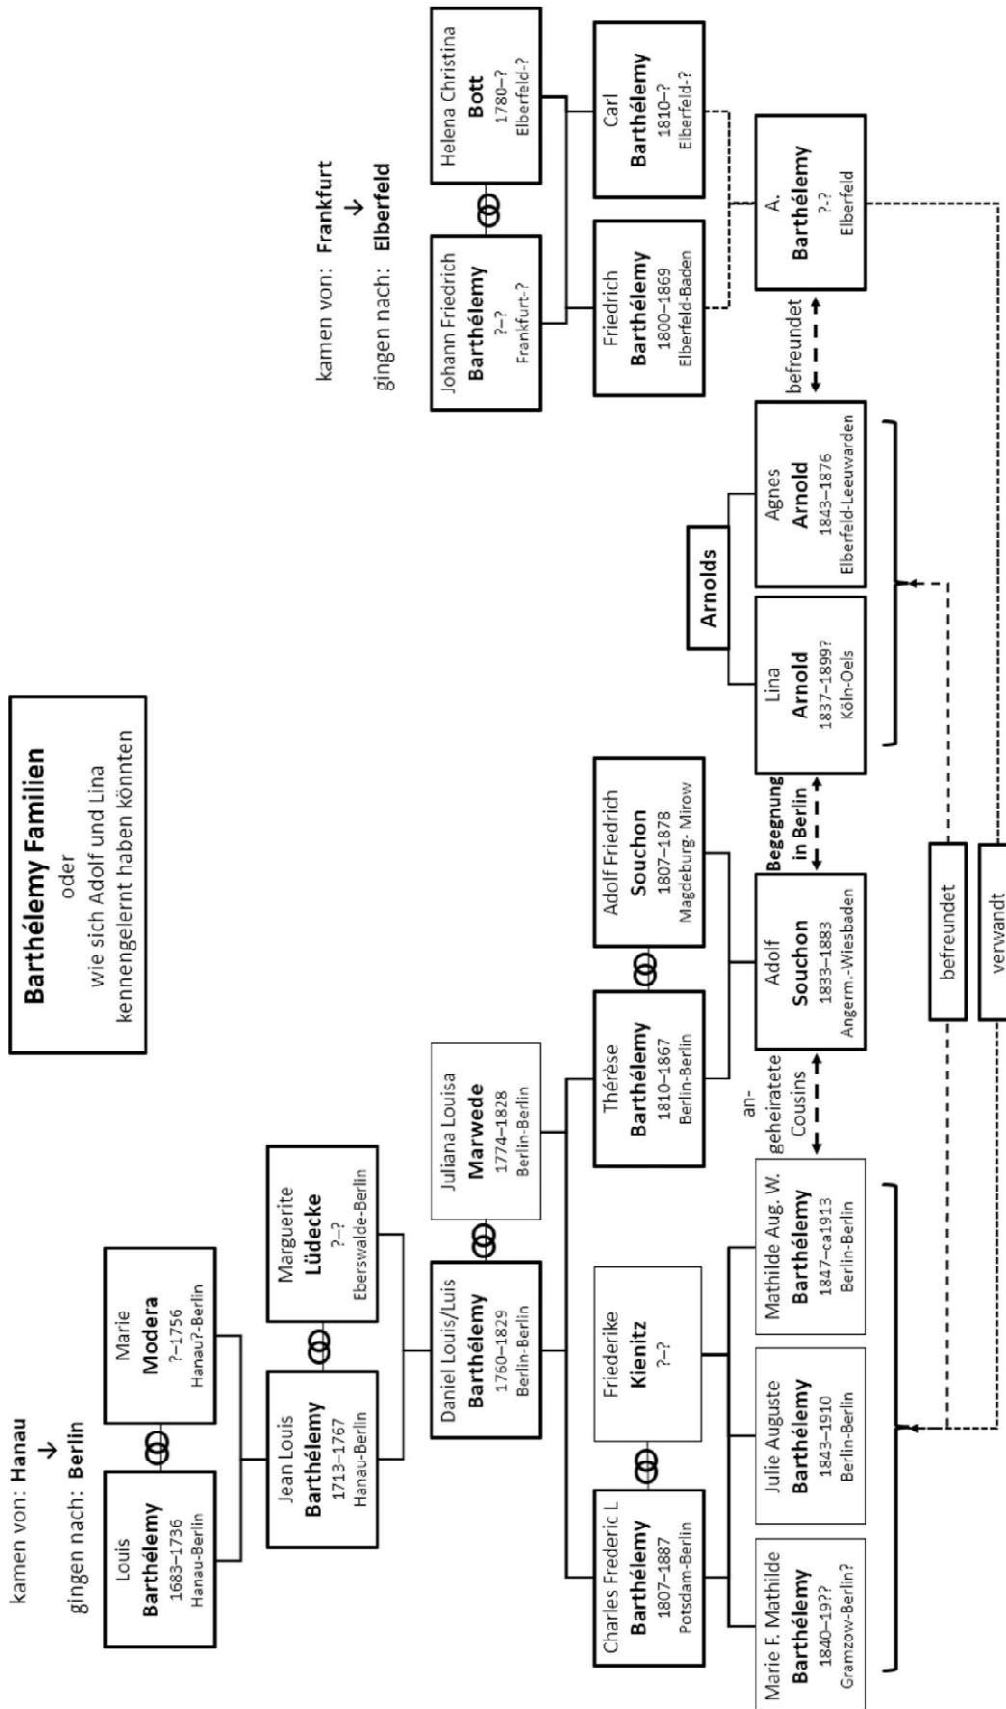 Barthélemy Familien
oder
wie sich Adolf und Lina
kennengelernt haben könnten
kamen von: Hanau
↓
gingen nach: Berlin
kamen von: Frankfurt
↓
gingen nach: Elberfeld
Louis
Barthélemy
1683–1736
Hanau-Berlin
Marie
Modera
?–1756
Hanau?-Berlin
Jean Louis
Barthélemy
1713–1767
Hanau-Berlin
Marguerite
Lüdecke
?–?
Eberswalde-Berlin
Daniel Louis/Luis
Barthélemy
1760–1829
Berlin-Berlin
Juliana Louisa
Marwede
1774–1828
Berlin-Berlin
Johann Friedrich
Barthélemy
?–?
Frankfurt-?
Helena Christina
Bott
1780–?
Elberfeld-?
Charles Frederic L
Barthélemy
1807–1887
Potsdam-Berlin
Friederike
Kienitz
?–?
Thérèse
Barthélemy
1810–1867
Berlin-Berlin
Adolf Friedrich
Souchon
1807–1878
Magdeburg- Mirow
Friedrich
Barthélemy
1800–1869
Elberfeld-Baden
Carl
Barthélemy
1810–?
Elberfeld-?
Arnolds
Marie F. Mathilde
Barthélemy
1840–19??
Gramzow-Berlin?
Julie Auguste
Barthélemy
1843–1910
Berlin-Berlin
Mathilde Aug. W.
Barthélemy
1847–ca1913
Berlin-Berlin
an-
geheiratete
Cousins
Adolf
Souchon
1833–1883
Angerm.-Wiesbaden
Begegnung
in Berlin
Lina
Arnold
1837–1899?
Köln-Oels
Agnes
Arnold
1843–1876
Elberfeld-Leeuwarden
befreundet
A.
Barthélemy
?-?
Elberfeld
befreundet
verwandt